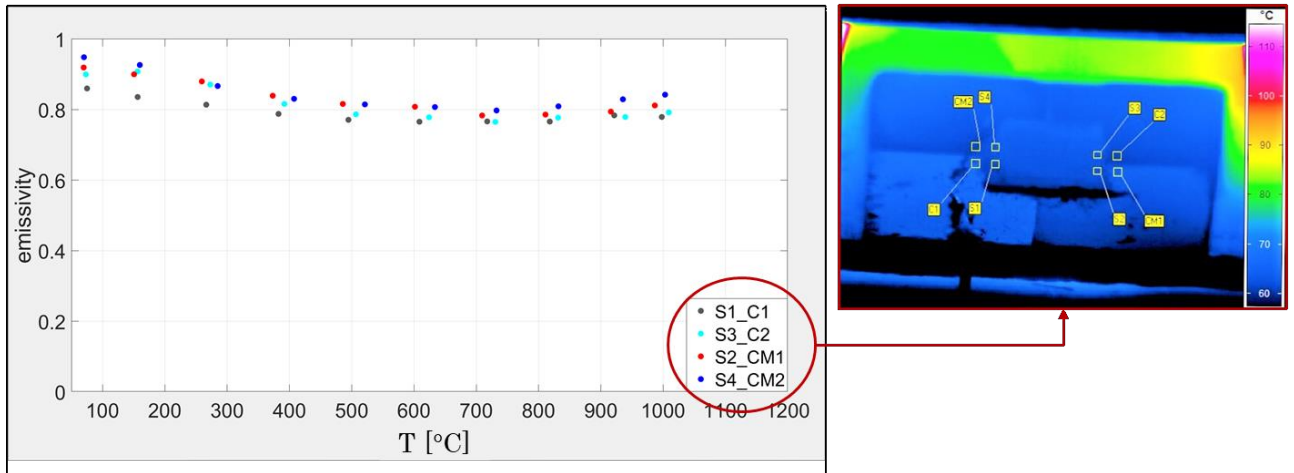 1
0.8
0.6
0.4
0.2
0
emissivity
100 200 300 400 500 600 700 800 900 1000 1100 1200
T [°C]
S1_C1
S3_C2
S2_CM1
S4_CM2
°C
110
100
90
80
70
60
CM2 S4 S3 C2
C1 S1 S2 CM1